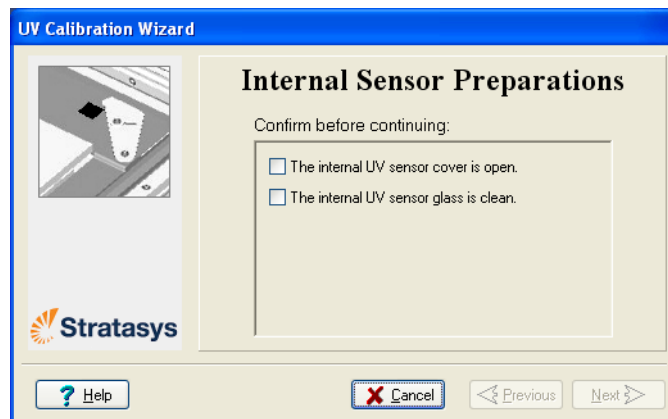 UV Calibration Wizard
Internal Sensor Preparations
Confirm before continuing:
The internal UV sensor cover is open.
The internal UV sensor glass is clean.
Stratasys
? Help
Cancel
Previous
Next